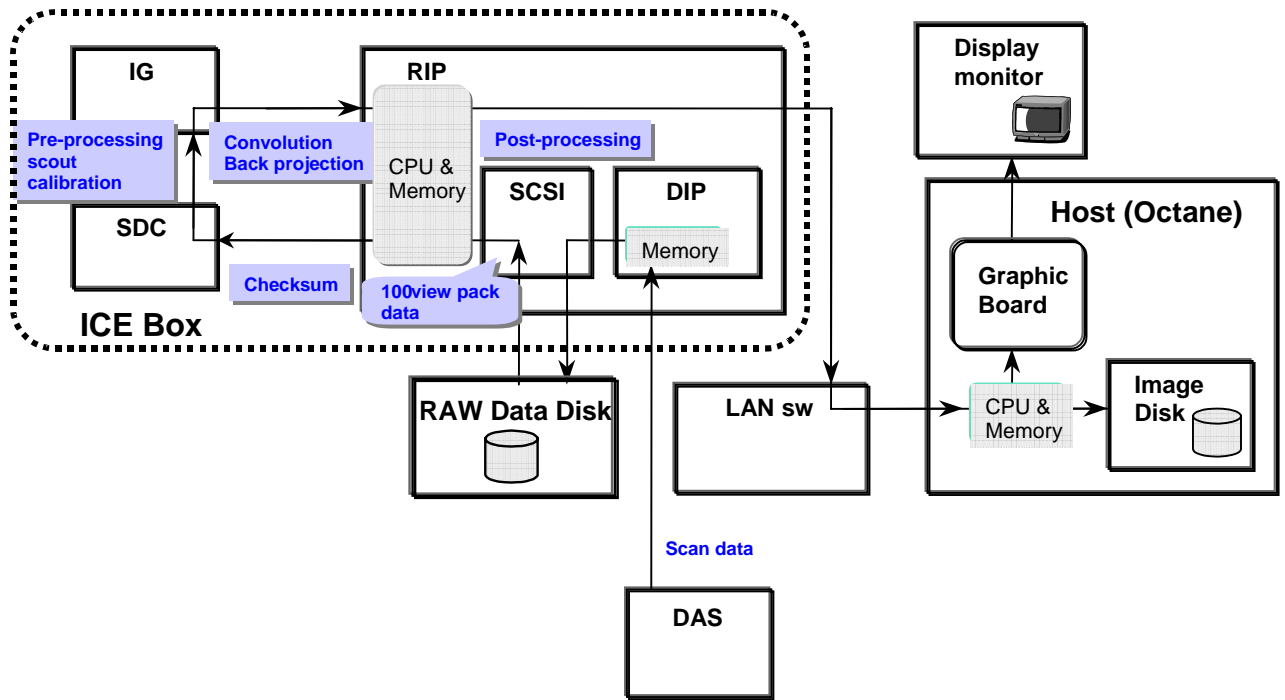 IG
RIP
Display
monitor
Pre-processing
scout
calibration
Convolution
Back projection
Post-processing
CPU &
Memory
SCSI
DIP
Memory
SDC
Checksum
100view pack
data
ICE Box
Host (Octane)
Graphic
Board
RAW Data Disk
LAN sw
CPU &
Memory
Image
Disk
Scan data
DAS